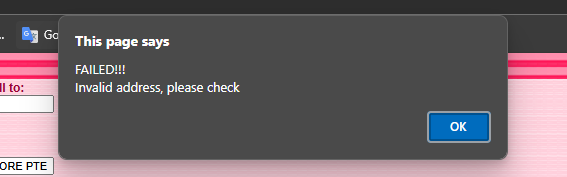 This page says
.. Go
FAILED!!!
Invalid address, please check
ll to:
OK
ORE PTE